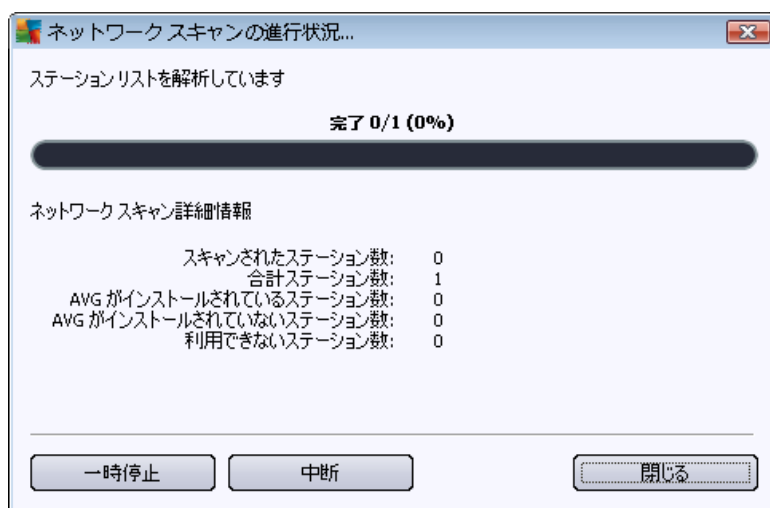 ネットワーク スキャンの進行状況...
ステーション リストを解析しています
完了 0/1 (0%)
ネットワーク スキャン詳細情報
スキャンされたステーション数: 0
合計ステーション数: 1
AVG がインストールされているステーション数: 0
AVG がインストールされていないステーション数: 0
利用できないステーション数: 0
一時停止 中断 閉じる